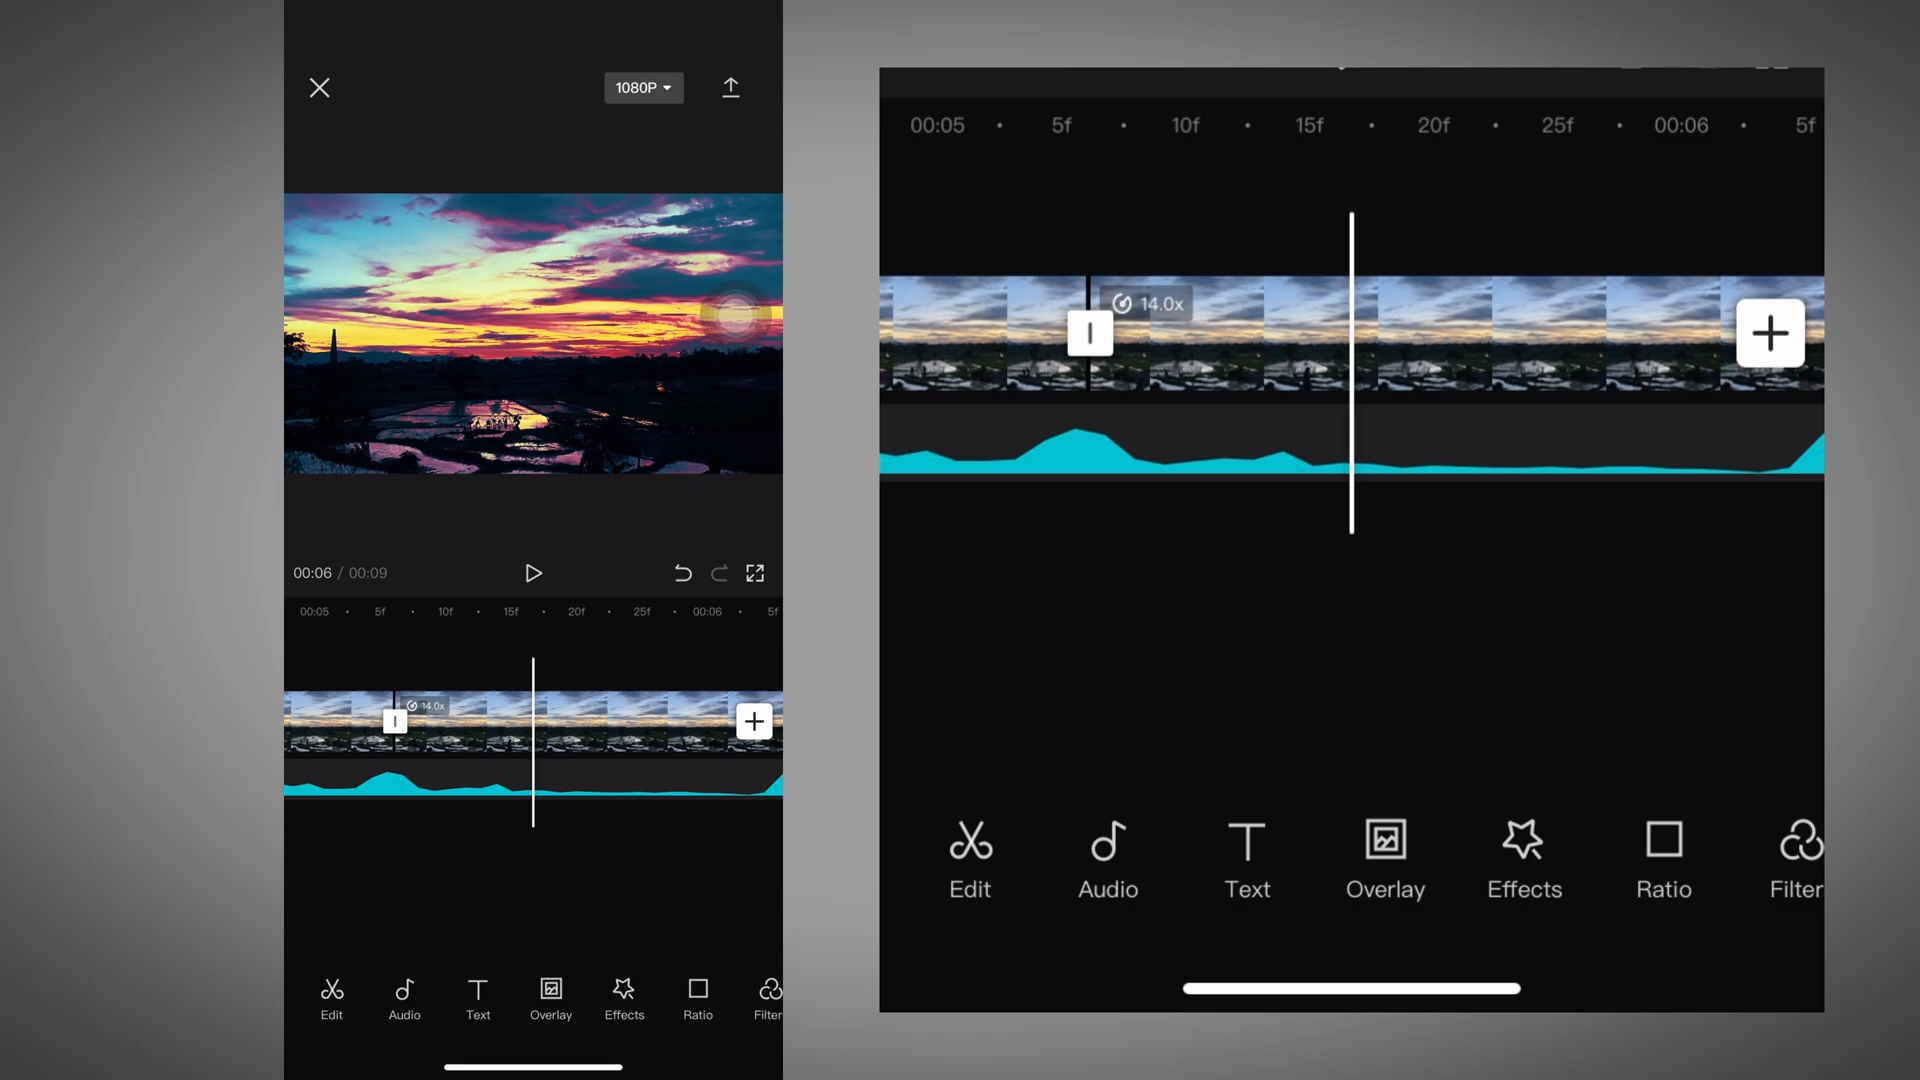 1080P
00:06 / 00:09
00:05 5f 10f 15f 20f 25f 00:06 5f
14.0x
Edit Audio Text Overlay Effects Ratio Filter
00:05 5f 10f 15f 20f 25f 00:06 5f
14.0x
Edit Audio Text Overlay Effects Ratio Filter